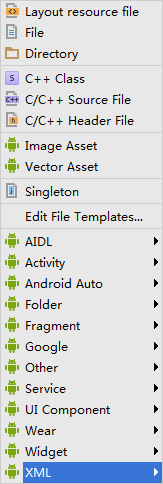 Layout resource file
File
Directory
C++ Class
C/C++ Source File
C/C++ Header File
Image Asset
Vector Asset
Singleton
Edit File Templates...
AIDL
Activity
Android Auto
Folder
Fragment
Google
Other
Service
UI Component
Wear
Widget
XML